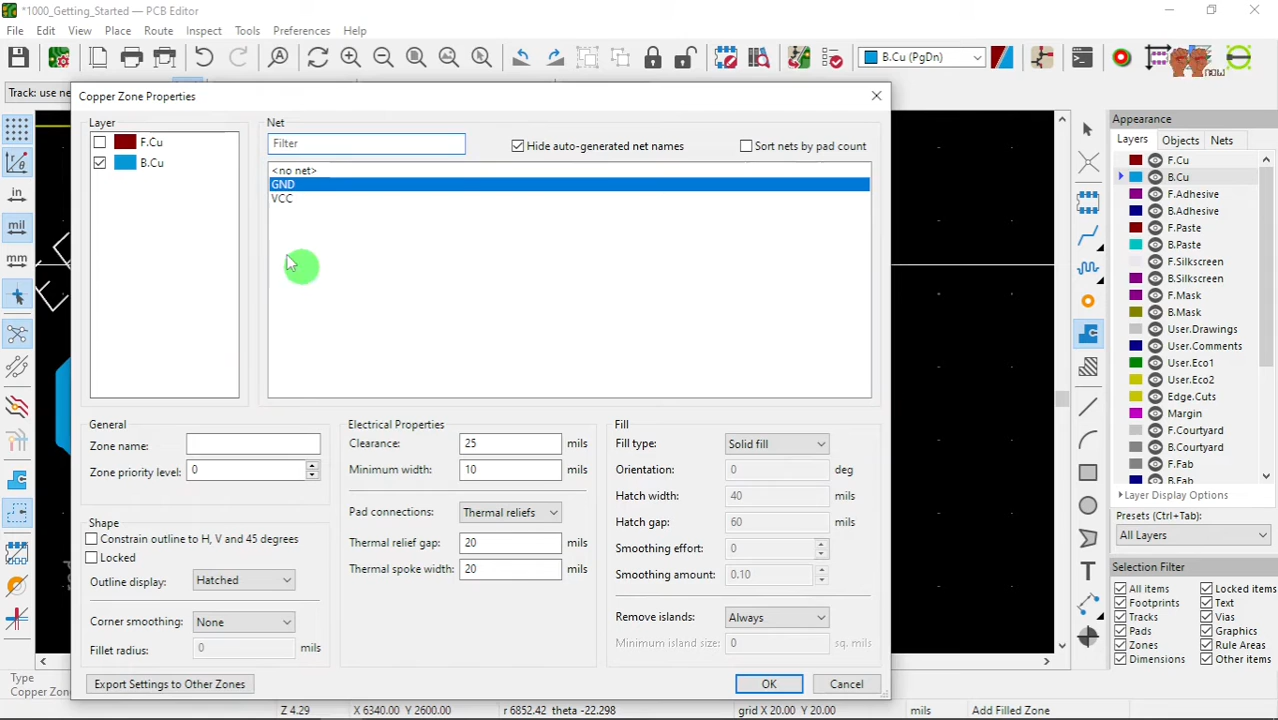 *1000_Getting_Started — PCB Editor
File Edit View Place Route Inspect Tools Preferences Help
B.Cu (PgDn)
now
Track: use ne
Copper Zone Properties
Layer
F.Cu
B.Cu
Net
Filter
Hide auto-generated net names
Sort nets by pad count
<no net>
GND
VCC
in
mil
mm
General
Zone name:
Zone priority level: 0
Shape
Constrain outline to H, V and 45 degrees
Locked
Outline display: Hatched
Corner smoothing: None
Fillet radius: 0 mils
Electrical Properties
Clearance: 25 mils
Minimum width: 10 mils
Pad connections: Thermal reliefs
Thermal relief gap: 20 mils
Thermal spoke width: 20 mils
Fill
Fill type: Solid fill
Orientation: 0 deg
Hatch width: 40 mils
Hatch gap: 60 mils
Smoothing effort: 0
Smoothing amount: 0.10
Remove islands: Always
Minimum island size: 0 sq. mils
Export Settings to Other Zones
OK
Cancel
Appearance
Layers Objects Nets
F.Cu
B.Cu
F.Adhesive
B.Adhesive
F.Paste
B.Paste
F.Silkscreen
B.Silkscreen
F.Mask
B.Mask
User.Drawings
User.Comments
User.Eco1
User.Eco2
Edge.Cuts
Margin
F.Courtyard
B.Courtyard
F.Fab
B.Fab
Layer Display Options
Presets (Ctrl+Tab):
All Layers
Selection Filter
All items Locked items
Footprints Text
Tracks Vias
Pads Graphics
Zones Rule Areas
Dimensions Other items
Type
Copper Zon
Z 4.29 X 6340.00 Y 2600.00 r 6852.42 theta -22.298 grid X 20.00 Y 20.00 mils Add Filled Zone